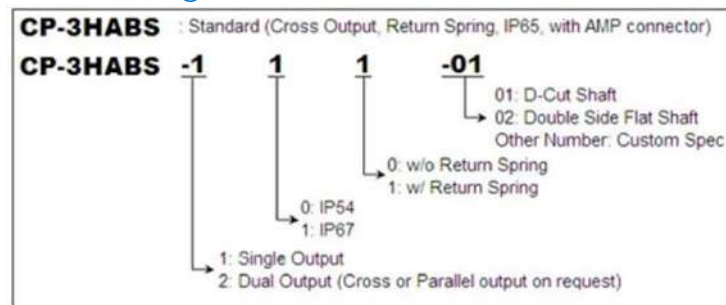 CP-3HABS : Standard (Cross Output, Return Spring, IP65, with AMP connector)
CP-3HABS -1 1 1 -01
01: D-Cut Shaft
02: Double Side Flat Shaft
Other Number: Custom Spec
0: w/o Return Spring
1: w/ Return Spring
0: IP54
1: IP67
1: Single Output
2: Dual Output (Cross or Parallel output on request)